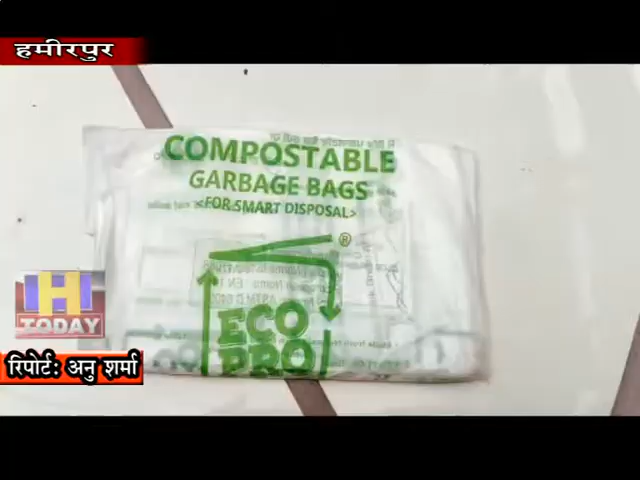 हमीरपुर
COMPOSTABLE
GARBAGE BAGS
<FOR SMART DISPOSAL>
®
ECO
PRO
H
TODAY
रिपोर्ट: अनु शर्मा